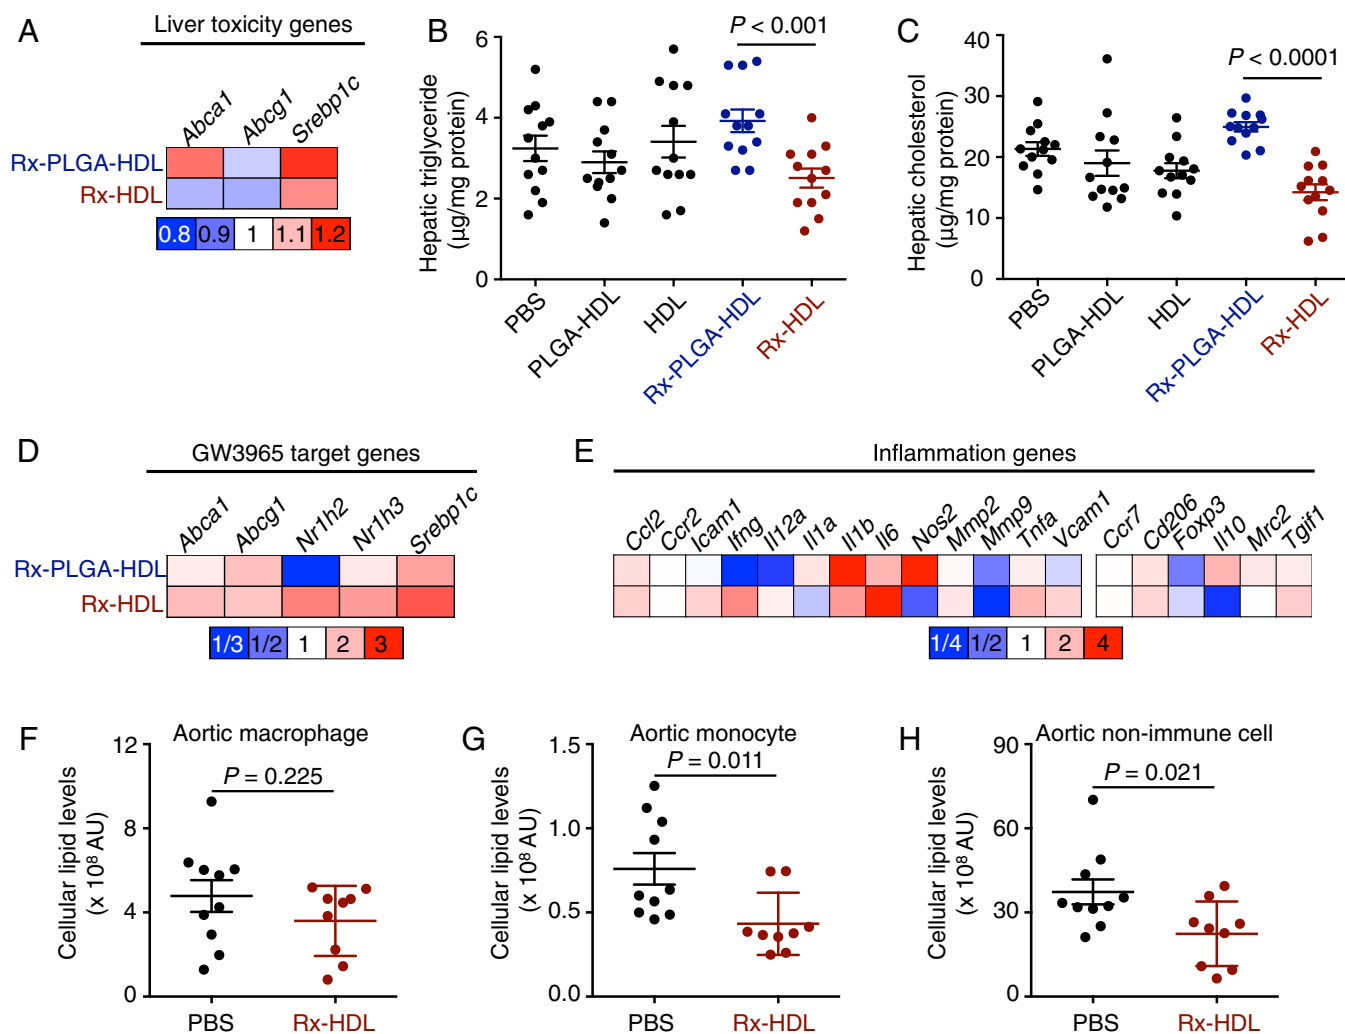 A
Liver toxicity genes
Abca1 Abcg1 Srebp1c
Rx-PLGA-HDL
Rx-HDL
0.8 0.9 1 1.1 1.2
B
P < 0.001
Hepatic triglyceride
(µg/mg protein)
6
4
2
0
PBS PLGA-HDL HDL Rx-PLGA-HDL Rx-HDL
C
P < 0.0001
Hepatic cholesterol
(µg/mg protein)
40
30
20
10
0
PBS PLGA-HDL HDL Rx-PLGA-HDL Rx-HDL
D
GW3965 target genes
Abca1 Abcg1 Nr1h2 Nr1h3 Srebp1c
Rx-PLGA-HDL
Rx-HDL
1/3 1/2 1 2 3
E
Inflammation genes
Ccl2 Ccr2 Icam1 Ifng Il12a Il1a Il1b Il6 Nos2 Mmp2 Mmp9 Tnfa Vcam1 Ccr7 Cd206 Foxp3 Il10 Mrc2 Tgif1
1/4 1/2 1 2 4
F
Aortic macrophage
P = 0.225
Cellular lipid levels
(x 10⁸ AU)
12
8
4
0
PBS Rx-HDL
G
Aortic monocyte
P = 0.011
Cellular lipid levels
(x 10⁸ AU)
1.5
1.0
0.5
0.0
PBS Rx-HDL
H
Aortic non-immune cell
P = 0.021
Cellular lipid levels
(x 10⁸ AU)
90
60
30
0
PBS Rx-HDL